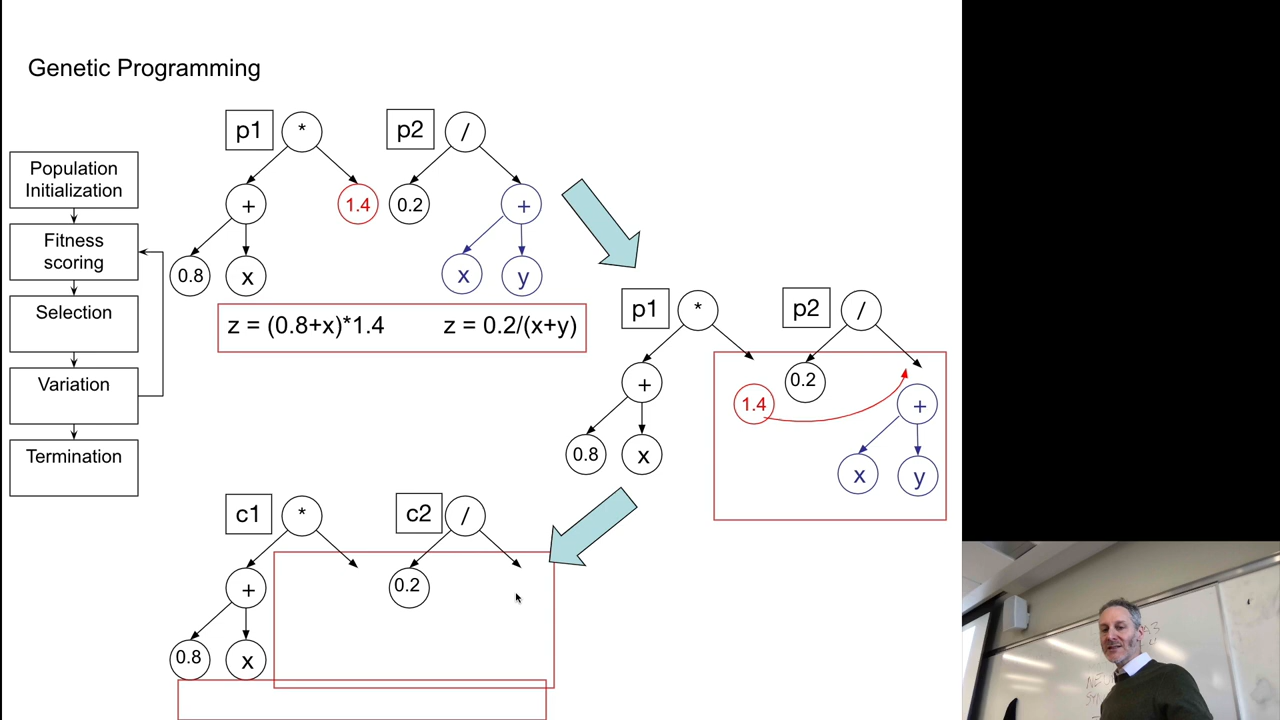 Genetic Programming
Population
Initialization
Fitness
scoring
Selection
Variation
Termination
p1
*
p2
/
+
1.4
0.2
+
0.8
x
x
y
z = (0.8+x)*1.4
z = 0.2/(x+y)
p1
*
p2
/
+
0.2
1.4
+
0.8
x
x
y
c1
*
c2
/
+
0.2
0.8
x